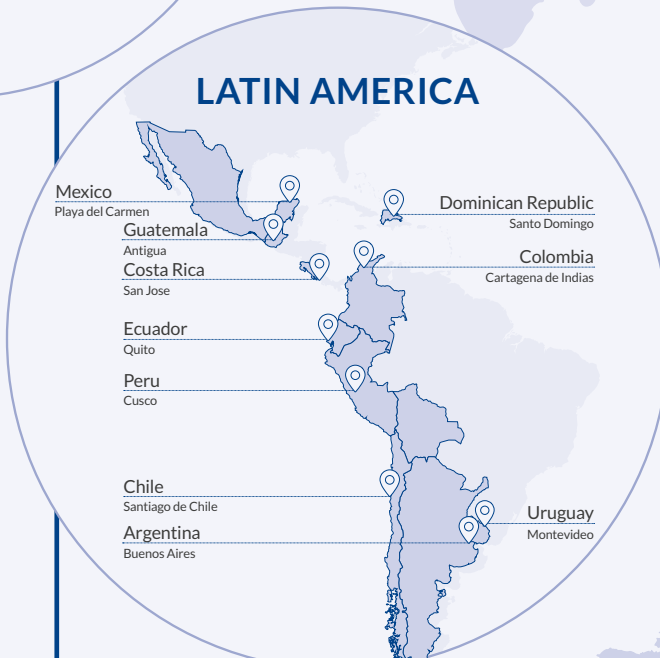 LATIN AMERICA
Mexico
Playa del Carmen
Guatemala
Antigua
Costa Rica
San Jose
Ecuador
Quito
Peru
Cusco
Chile
Santiago de Chile
Argentina
Buenos Aires
Dominican Republic
Santo Domingo
Colombia
Cartagena de Indias
Uruguay
Montevideo